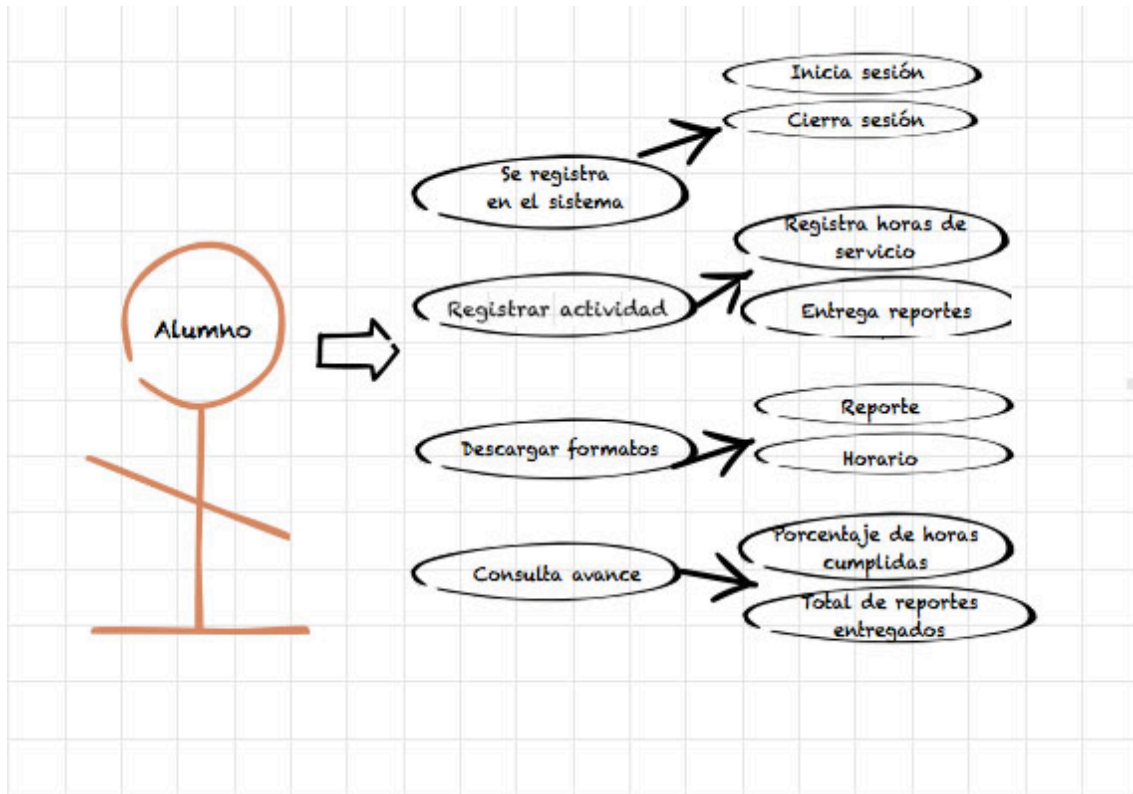 Alumno
Se registra
en el sistema
Inicia sesión
Cierra sesión
Registrar actividad
Registra horas de
servicio
Entrega reportes
Descargar formatos
Reporte
Horario
Consulta avance
Porcentaje de horas
cumplidas
Total de reportes
entregados